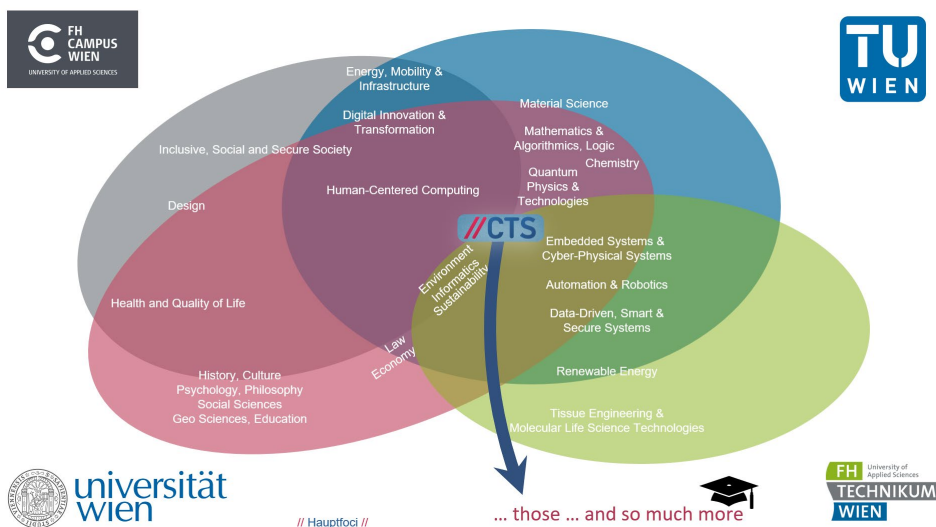 FH
CAMPUS
WIEN
UNIVERSITY OF APPLIED SCIENCES
TU
WIEN
Energy, Mobility &
Infrastructure
Digital Innovation &
Transformation
Inclusive, Social and Secure Society
Human-Centered Computing
Design
Material Science
Mathematics &
Algorithmics, Logic
Chemistry
Quantum
Physics &
Technologies
//CTS
Environment
Informatics
Sustainability
Embedded Systems &
Cyber-Physical Systems
Automation & Robotics
Data-Driven, Smart &
Secure Systems
Health and Quality of Life
Law
Economy
Renewable Energy
History, Culture
Psychology, Philosophy
Social Sciences
Geo Sciences, Education
Tissue Engineering &
Molecular Life Science Technologies
universität
wien
// Hauptfoci //
... those ... and so much more
FH University of
Applied Sciences
TECHNIKUM
WIEN